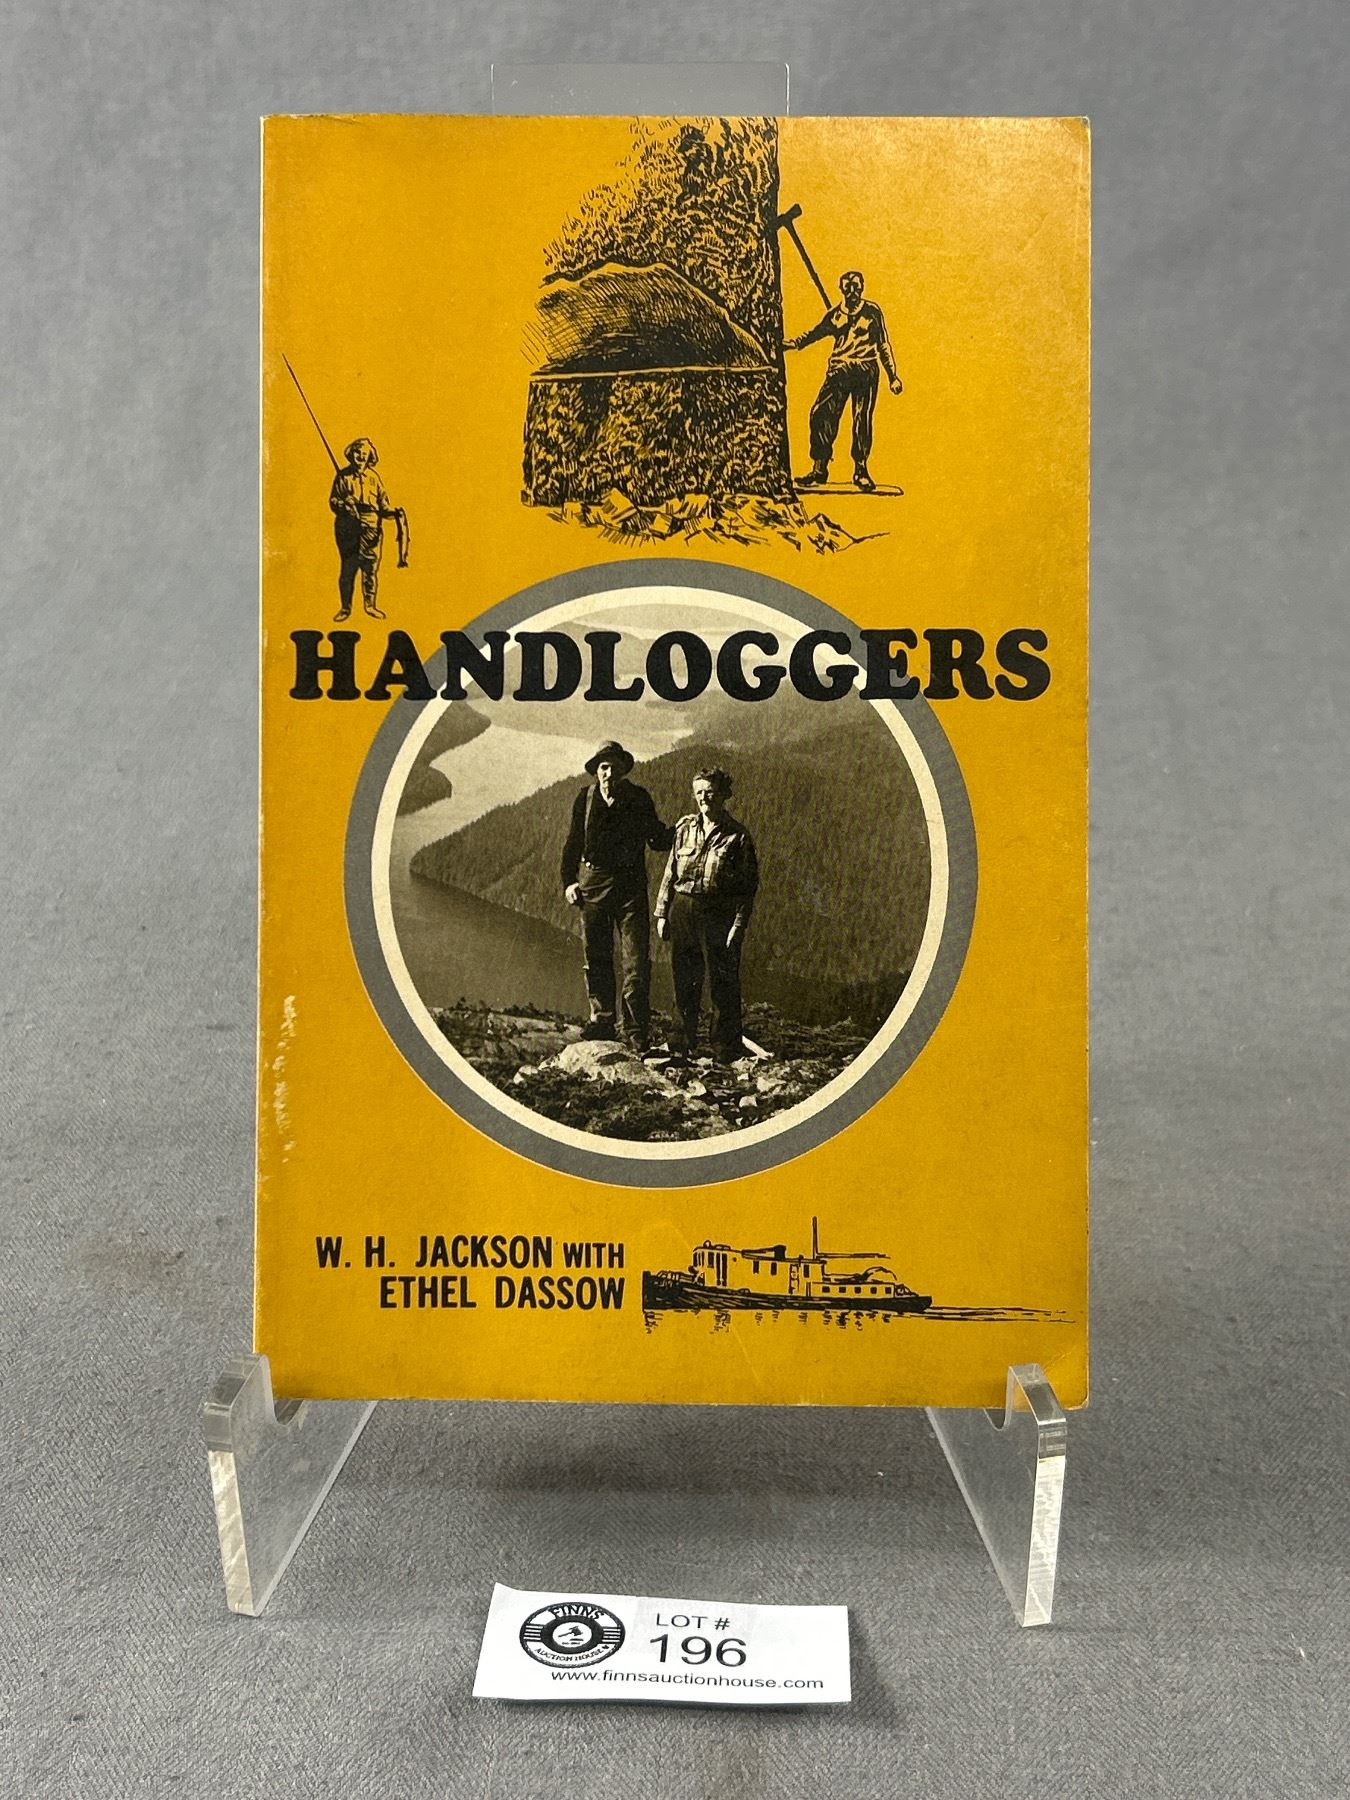 HANDLOGGERS
W. H. JACKSON WITH
ETHEL DASSOW
FINNS
AUCTION HOUSE
LOT #
196
www.finnsauctionhouse.com